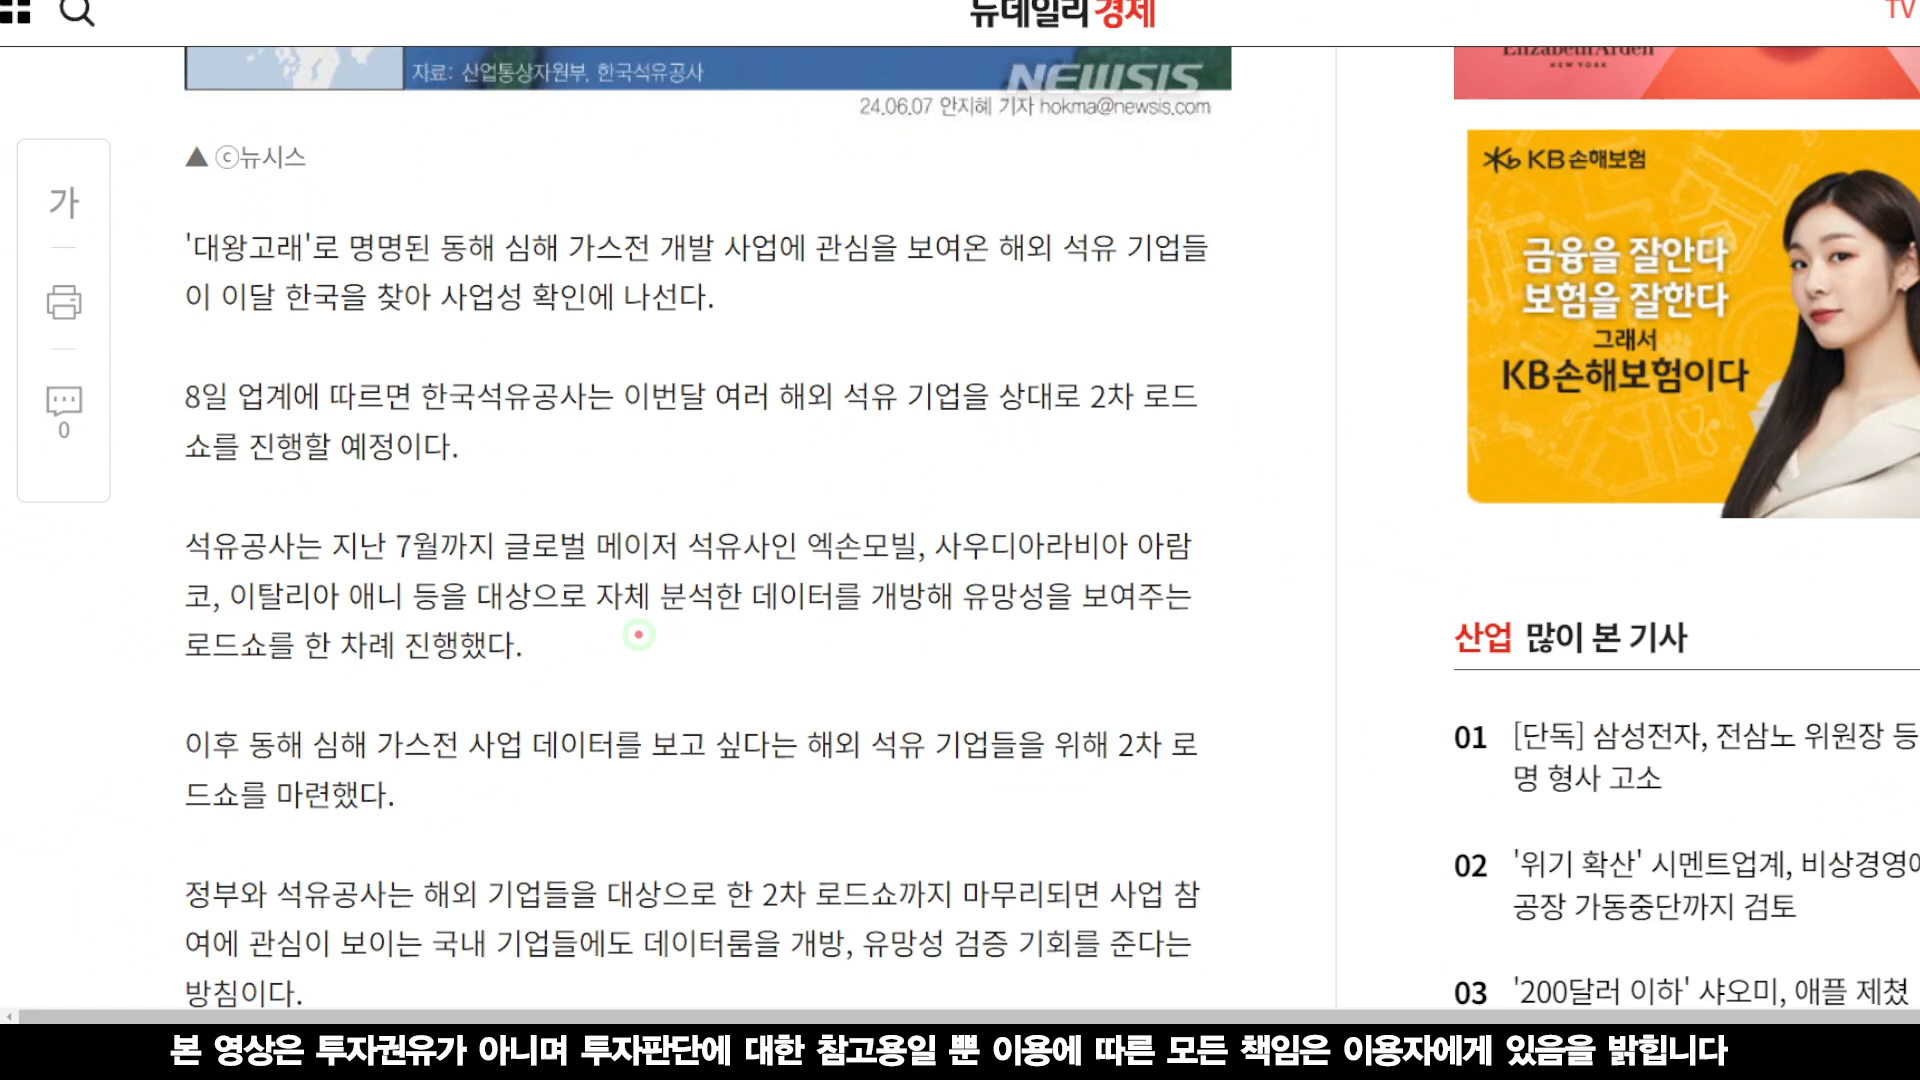 뉴데일리경제
TV
자료: 산업통상자원부, 한국석유공사
NEWSIS
24.06.07 안지혜 기자 hokma@newsis.com
▲ ⓒ뉴시스
가
0
'대왕고래'로 명명된 동해 심해 가스전 개발 사업에 관심을 보여온 해외 석유 기업들
이 이달 한국을 찾아 사업성 확인에 나선다.
8일 업계에 따르면 한국석유공사는 이번달 여러 해외 석유 기업을 상대로 2차 로드
쇼를 진행할 예정이다.
석유공사는 지난 7월까지 글로벌 메이저 석유사인 엑손모빌, 사우디아라비아 아람
코, 이탈리아 애니 등을 대상으로 자체 분석한 데이터를 개방해 유망성을 보여주는
로드쇼를 한 차례 진행했다.
이후 동해 심해 가스전 사업 데이터를 보고 싶다는 해외 석유 기업들을 위해 2차 로
드쇼를 마련했다.
정부와 석유공사는 해외 기업들을 대상으로 한 2차 로드쇼까지 마무리되면 사업 참
여에 관심이 보이는 국내 기업들에도 데이터룸을 개방, 유망성 검증 기회를 준다는
방침이다.
Elizabeth Arden
NEW YORK
KB손해보험
금융을 잘안다
보험을 잘한다
그래서
KB손해보험이다
산업 많이 본 기사
01 [단독] 삼성전자, 전삼노 위원장 등
명 형사 고소
02 '위기 확산' 시멘트업계, 비상경영에
공장 가동중단까지 검토
03 '200달러 이하' 샤오미, 애플 제쳤
본 영상은 투자권유가 아니며 투자판단에 대한 참고용일 뿐 이용에 따른 모든 책임은 이용자에게 있음을 밝힙니다